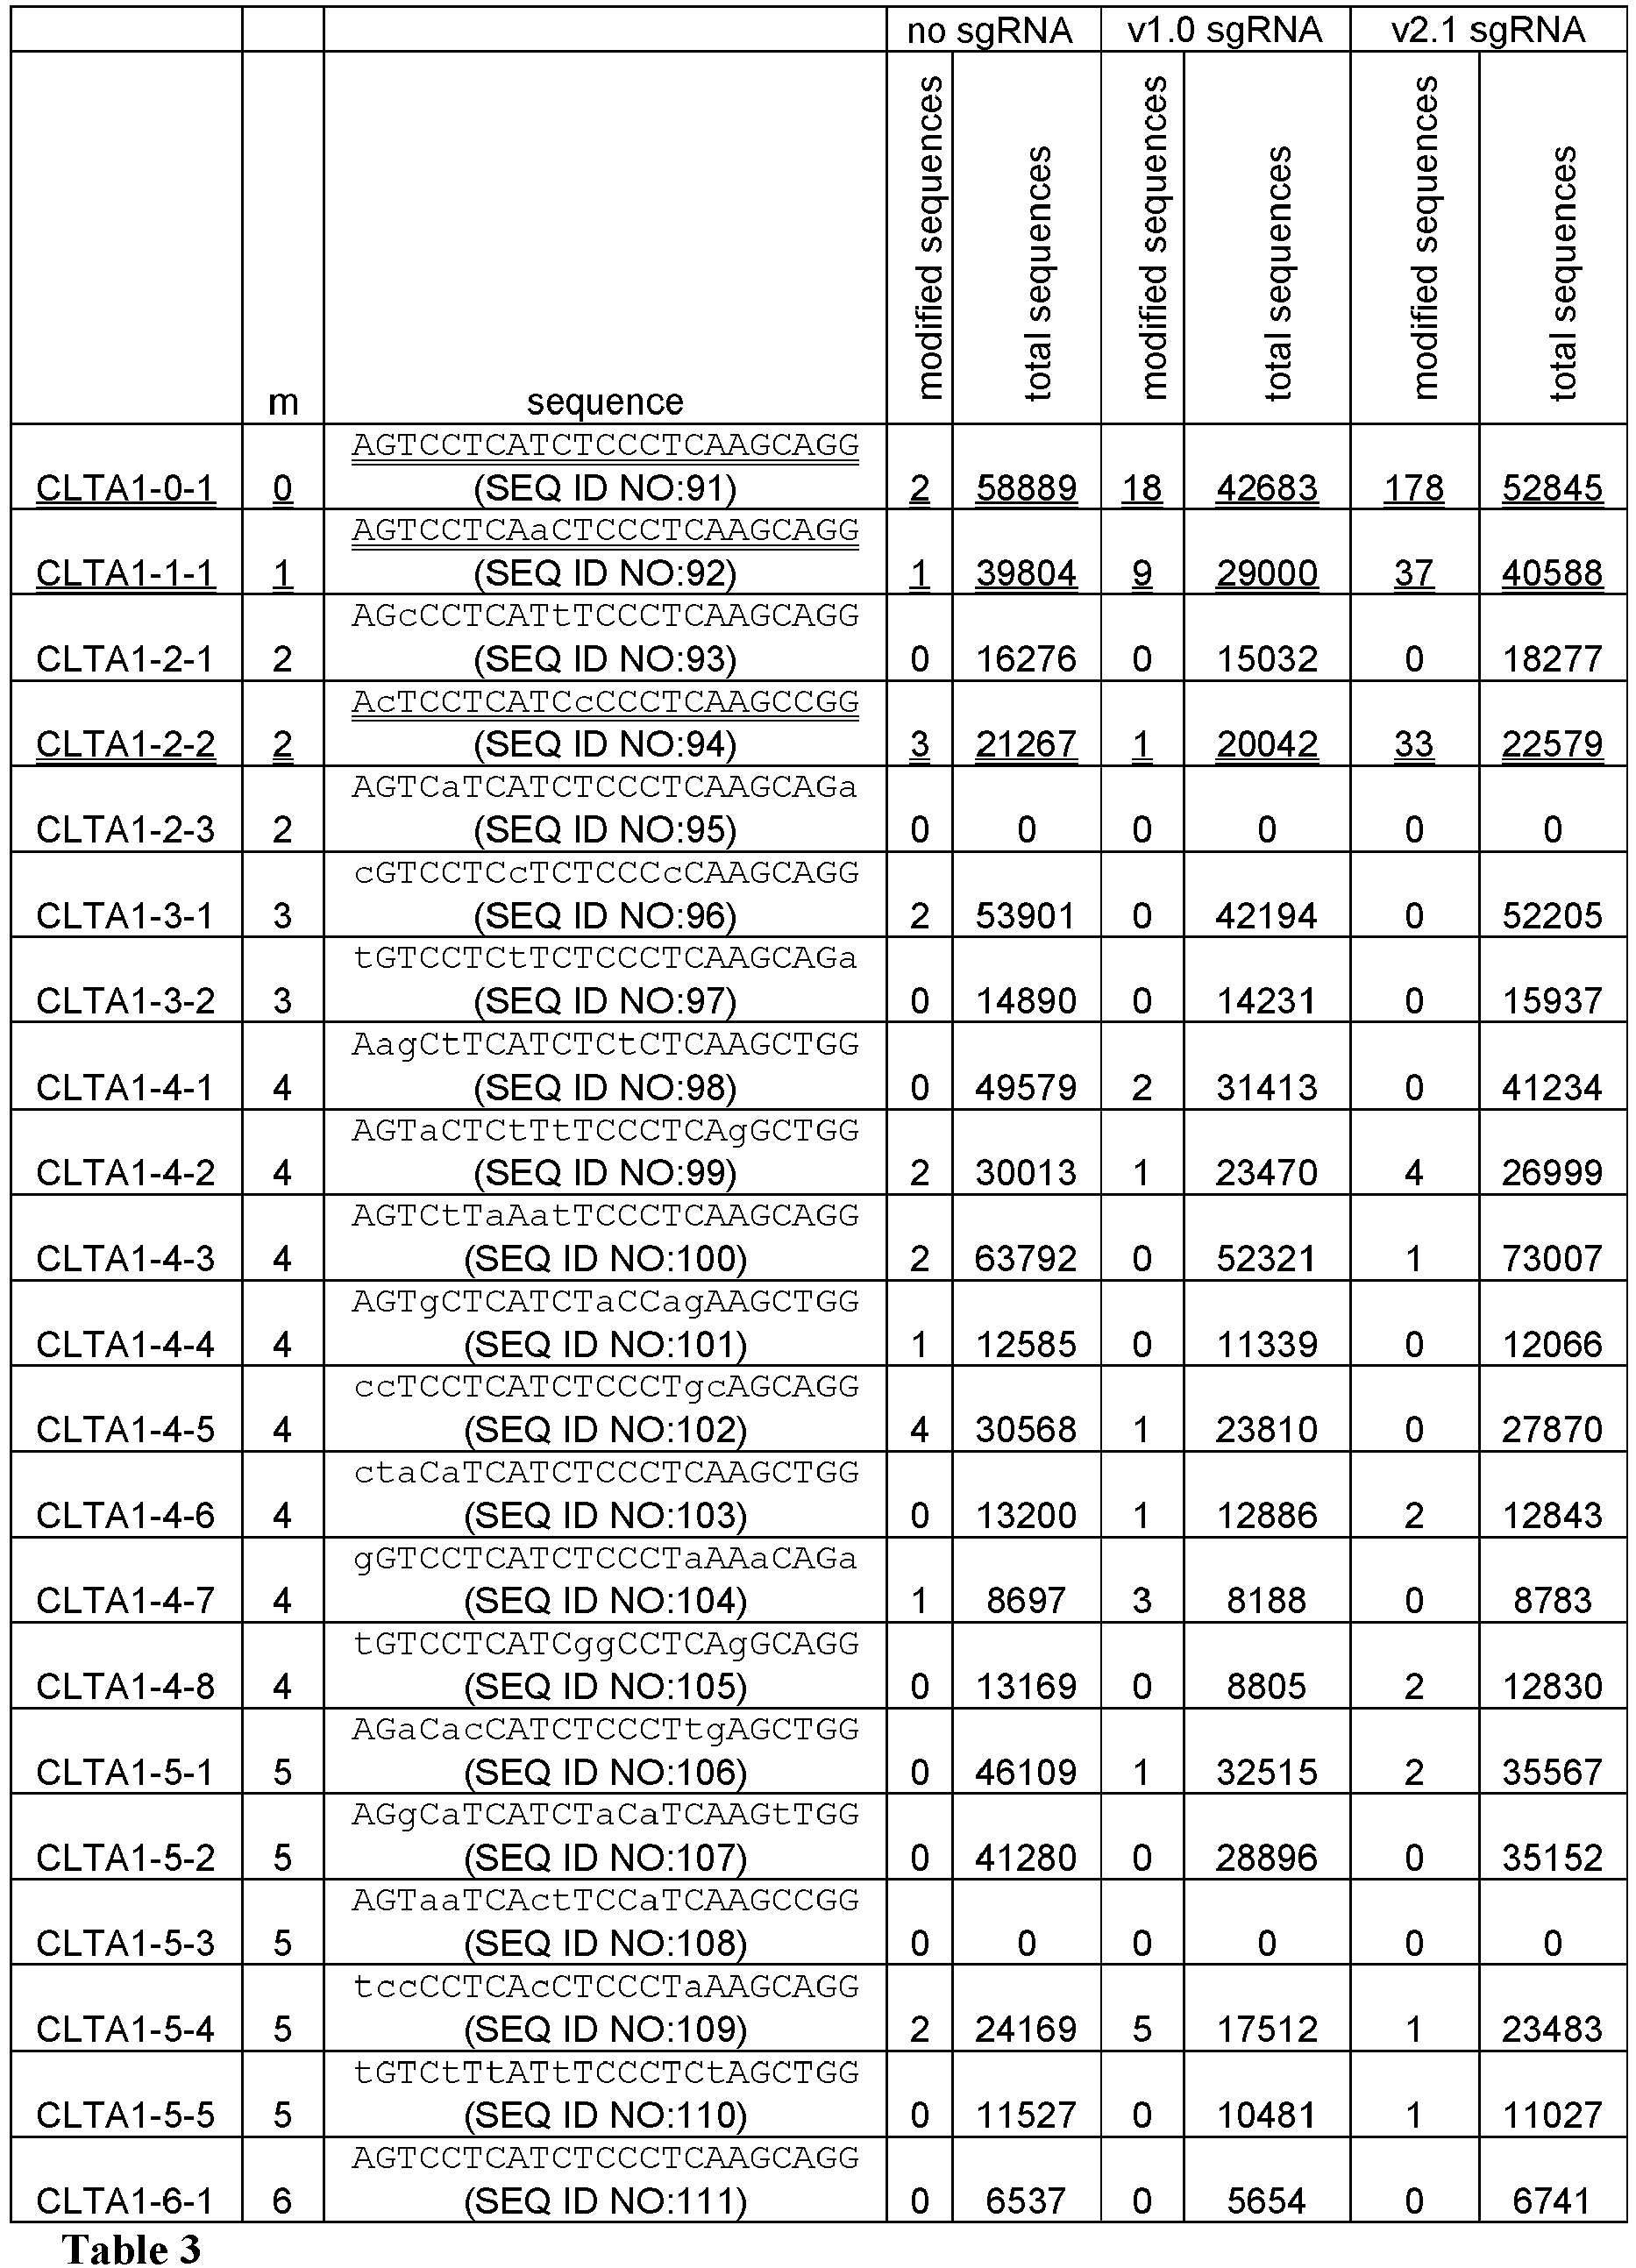 no sgRNA v1.0 sgRNA v2.1 sgRNA
m sequence modified sequences total sequences modified sequences total sequences modified sequences total sequences
AGTCCTCATCTCCCTCAAGCAGG
CLTA1-0-1 0 (SEQ ID NO:91) 2 58889 18 42683 178 52845
AGTCCTCAaCTCCCTCAAGCAGG
CLTA1-1-1 1 (SEQ ID NO:92) 1 39804 9 29000 37 40588
AGcCCTCATtTCCCTCAAGCAGG
CLTA1-2-1 2 (SEQ ID NO:93) 0 16276 0 15032 0 18277
AcTCCTCATCcCCCTCAAGCCGG
CLTA1-2-2 2 (SEQ ID NO:94) 3 21267 1 20042 33 22579
AGTCaTCATCTCCCTCAAGCAGa
CLTA1-2-3 2 (SEQ ID NO:95) 0 0 0 0 0 0
cGTCCTCcTCTCCCcCAAGCAGG
CLTA1-3-1 3 (SEQ ID NO:96) 2 53901 0 42194 0 52205
tGTCCTCtTCTCCCTCAAGCAGa
CLTA1-3-2 3 (SEQ ID NO:97) 0 14890 0 14231 0 15937
AagCtTCATCTCtCTCAAGCTGG
CLTA1-4-1 4 (SEQ ID NO:98) 0 49579 2 31413 0 41234
AGTaCTCtTtTCCCTCAgGCTGG
CLTA1-4-2 4 (SEQ ID NO:99) 2 30013 1 23470 4 26999
AGTCtTaAatTCCCTCAAGCAGG
CLTA1-4-3 4 (SEQ ID NO:100) 2 63792 0 52321 1 73007
AGTgCTCATCTaCCagAAGCTGG
CLTA1-4-4 4 (SEQ ID NO:101) 1 12585 0 11339 0 12066
ccTCCTCATCTCCCTgcAGCAGG
CLTA1-4-5 4 (SEQ ID NO:102) 4 30568 1 23810 0 27870
ctaCaTCATCTCCCTCAAGCTGG
CLTA1-4-6 4 (SEQ ID NO:103) 0 13200 1 12886 2 12843
gGTCCTCATCTCCCTaAAaCAGa
CLTA1-4-7 4 (SEQ ID NO:104) 1 8697 3 8188 0 8783
tGTCCTCATCggCCTCAgGCAGG
CLTA1-4-8 4 (SEQ ID NO:105) 0 13169 0 8805 2 12830
AGaCacCATCTCCCTtgAGCTGG
CLTA1-5-1 5 (SEQ ID NO:106) 0 46109 1 32515 2 35567
AGgCaTCATCTaCaTCAAGtTGG
CLTA1-5-2 5 (SEQ ID NO:107) 0 41280 0 28896 0 35152
AGTaaTCActTCCaTCAAGCCGG
CLTA1-5-3 5 (SEQ ID NO:108) 0 0 0 0 0 0
tccCCTCAcCTCCCTaAAGCAGG
CLTA1-5-4 5 (SEQ ID NO:109) 2 24169 5 17512 1 23483
tGTCtTtATtTCCCTCtAGCTGG
CLTA1-5-5 5 (SEQ ID NO:110) 0 11527 0 10481 1 11027
AGTCCTCATCTCCCTCAAGCAGG
CLTA1-6-1 6 (SEQ ID NO:111) 0 6537 0 5654 0 6741
Table 3